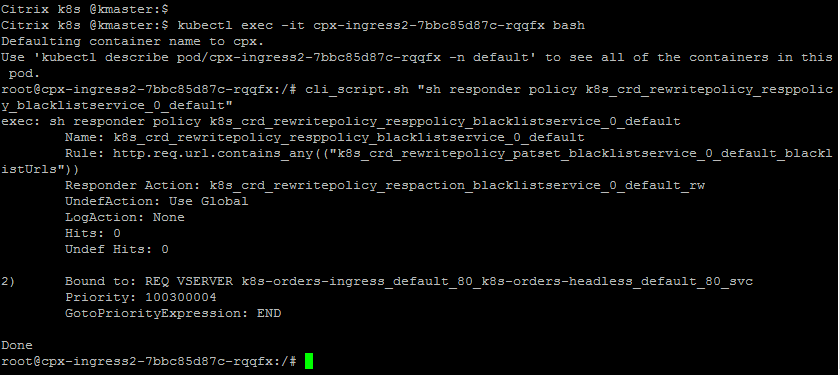 Citrix k8s @kmaster:$
Citrix k8s @kmaster:$ kubectl exec -it cpx-ingress2-7bbc85d87c-rqqfx bash
Defaulting container name to cpx.
Use 'kubectl describe pod/cpx-ingress2-7bbc85d87c-rqqfx -n default' to see all of the containers in this
 pod.
root@cpx-ingress2-7bbc85d87c-rqqfx:/# cli_script.sh "sh responder policy k8s_crd_rewritepolicy_resppolic
y_blacklistservice_0_default"
exec: sh responder policy k8s_crd_rewritepolicy_resppolicy_blacklistservice_0_default
        Name: k8s_crd_rewritepolicy_resppolicy_blacklistservice_0_default
        Rule: http.req.url.contains_any(("k8s_crd_rewritepolicy_patset_blacklistservice_0_default_blackl
istUrls"))
        Responder Action: k8s_crd_rewritepolicy_respaction_blacklistservice_0_default_rw
        UndefAction: Use Global
        LogAction: None
        Hits: 0
        Undef Hits: 0
2)      Bound to: REQ VSERVER k8s-orders-ingress_default_80_k8s-orders-headless_default_80_svc
        Priority: 100300004
        GotoPriorityExpression: END
Done
root@cpx-ingress2-7bbc85d87c-rqqfx:/#